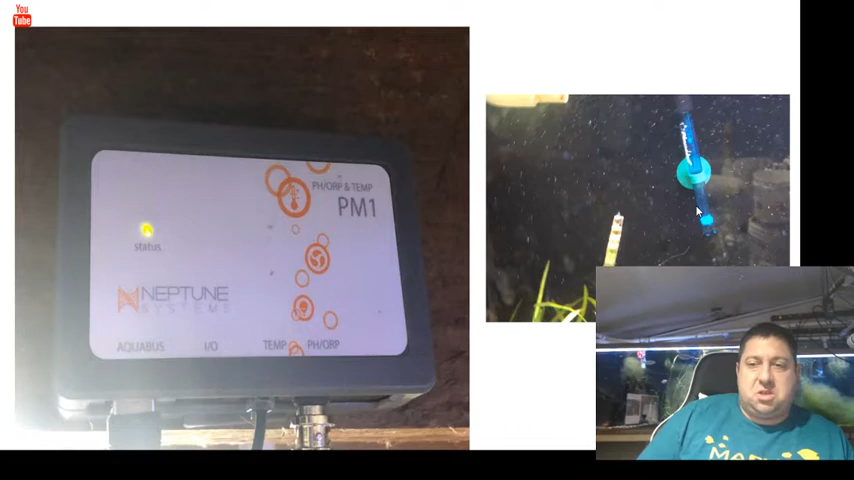 You
Tube
PH/ORP & TEMP
PM1
status
NEPTUNE
SYSTEMS
AQUABUS I/O TEMP PH/ORP